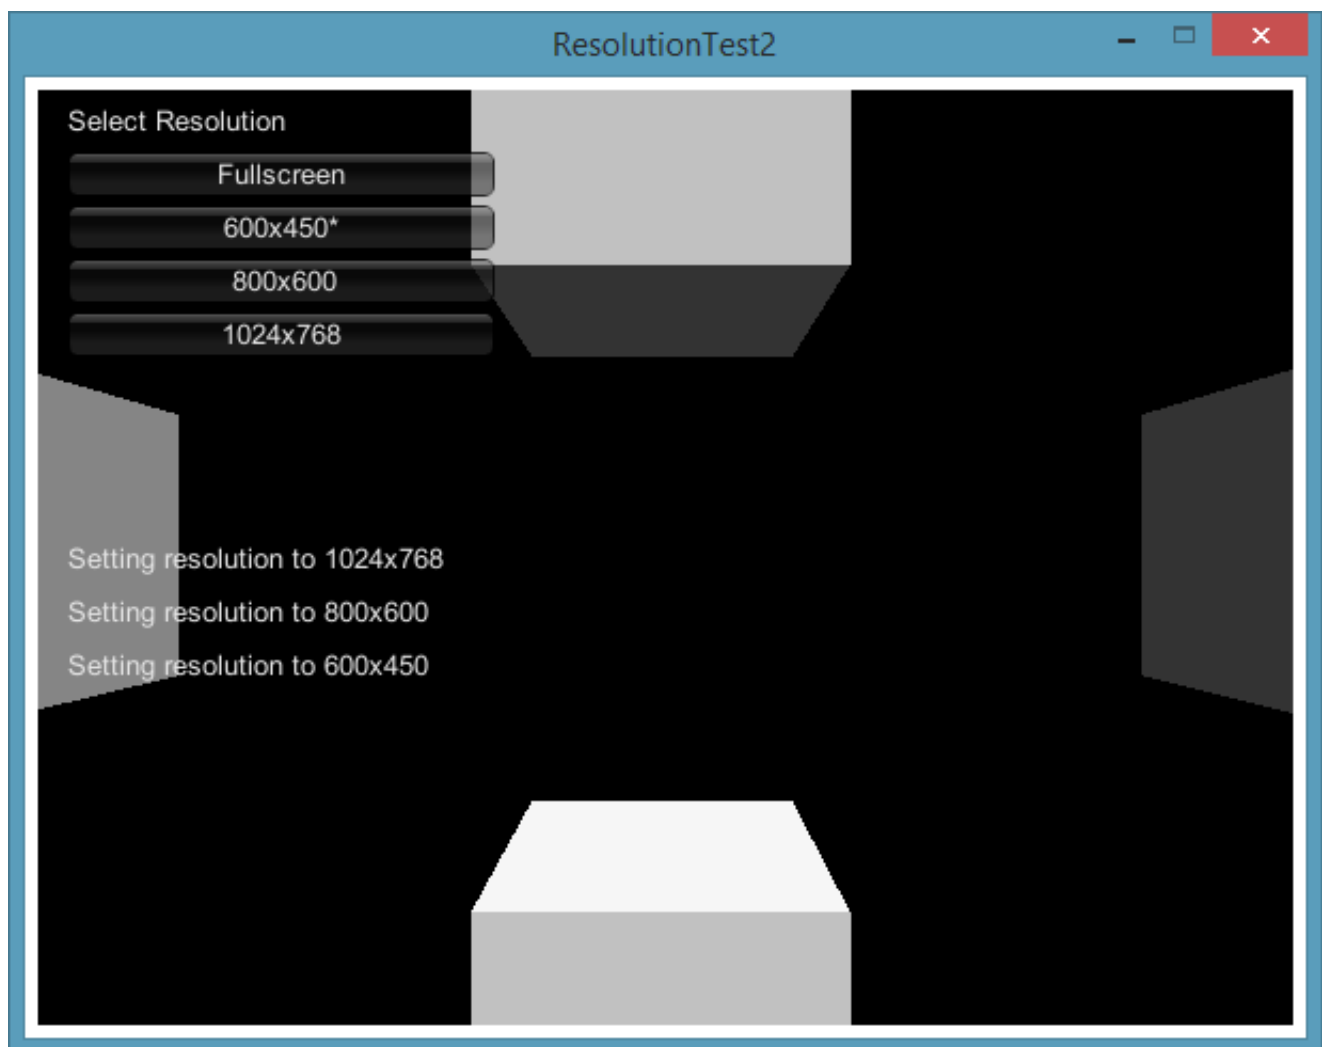 ResolutionTest2
Select Resolution
Fullscreen
600x450*
800x600
1024x768
Setting resolution to 1024x768
Setting resolution to 800x600
Setting resolution to 600x450